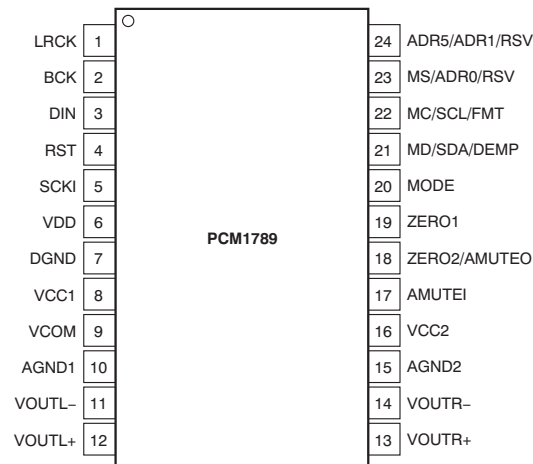 LRCK 1 24 ADR5/ADR1/RSV
BCK 2 23 MS/ADR0/RSV
DIN 3 22 MC/SCL/FMT
RST 4 21 MD/SDA/DEMP
SCKI 5 20 MODE
VDD 6 19 ZERO1
PCM1789
DGND 7 18 ZERO2/AMUTEO
VCC1 8 17 AMUTEI
VCOM 9 16 VCC2
AGND1 10 15 AGND2
VOUTL− 11 14 VOUTR−
VOUTL+ 12 13 VOUTR+